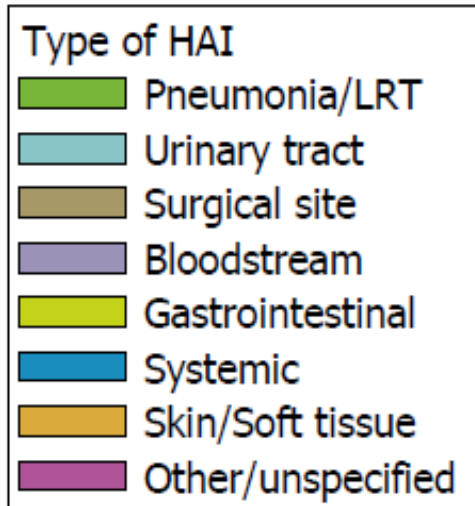 Type of HAI
Pneumonia/LRT
Urinary tract
Surgical site
Bloodstream
Gastrointestinal
Systemic
Skin/Soft tissue
Other/unspecified